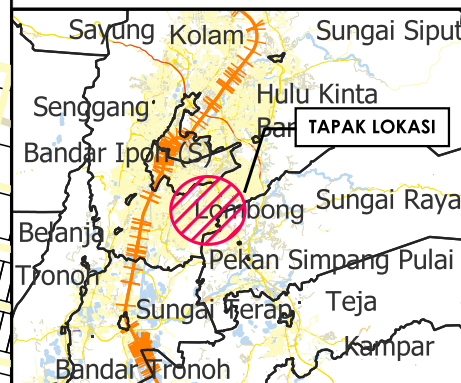 Sayung
Kolam
Sungai Siput
Senggang
Hulu Kinta
TAPAK LOKASI
Bandar Ipoh (S)
Lombong
Sungai Raya
Belanja
Tronoh
Pekan Simpang Pulai
Sungai Terap
Teja
Kampar
Bandar Tronoh